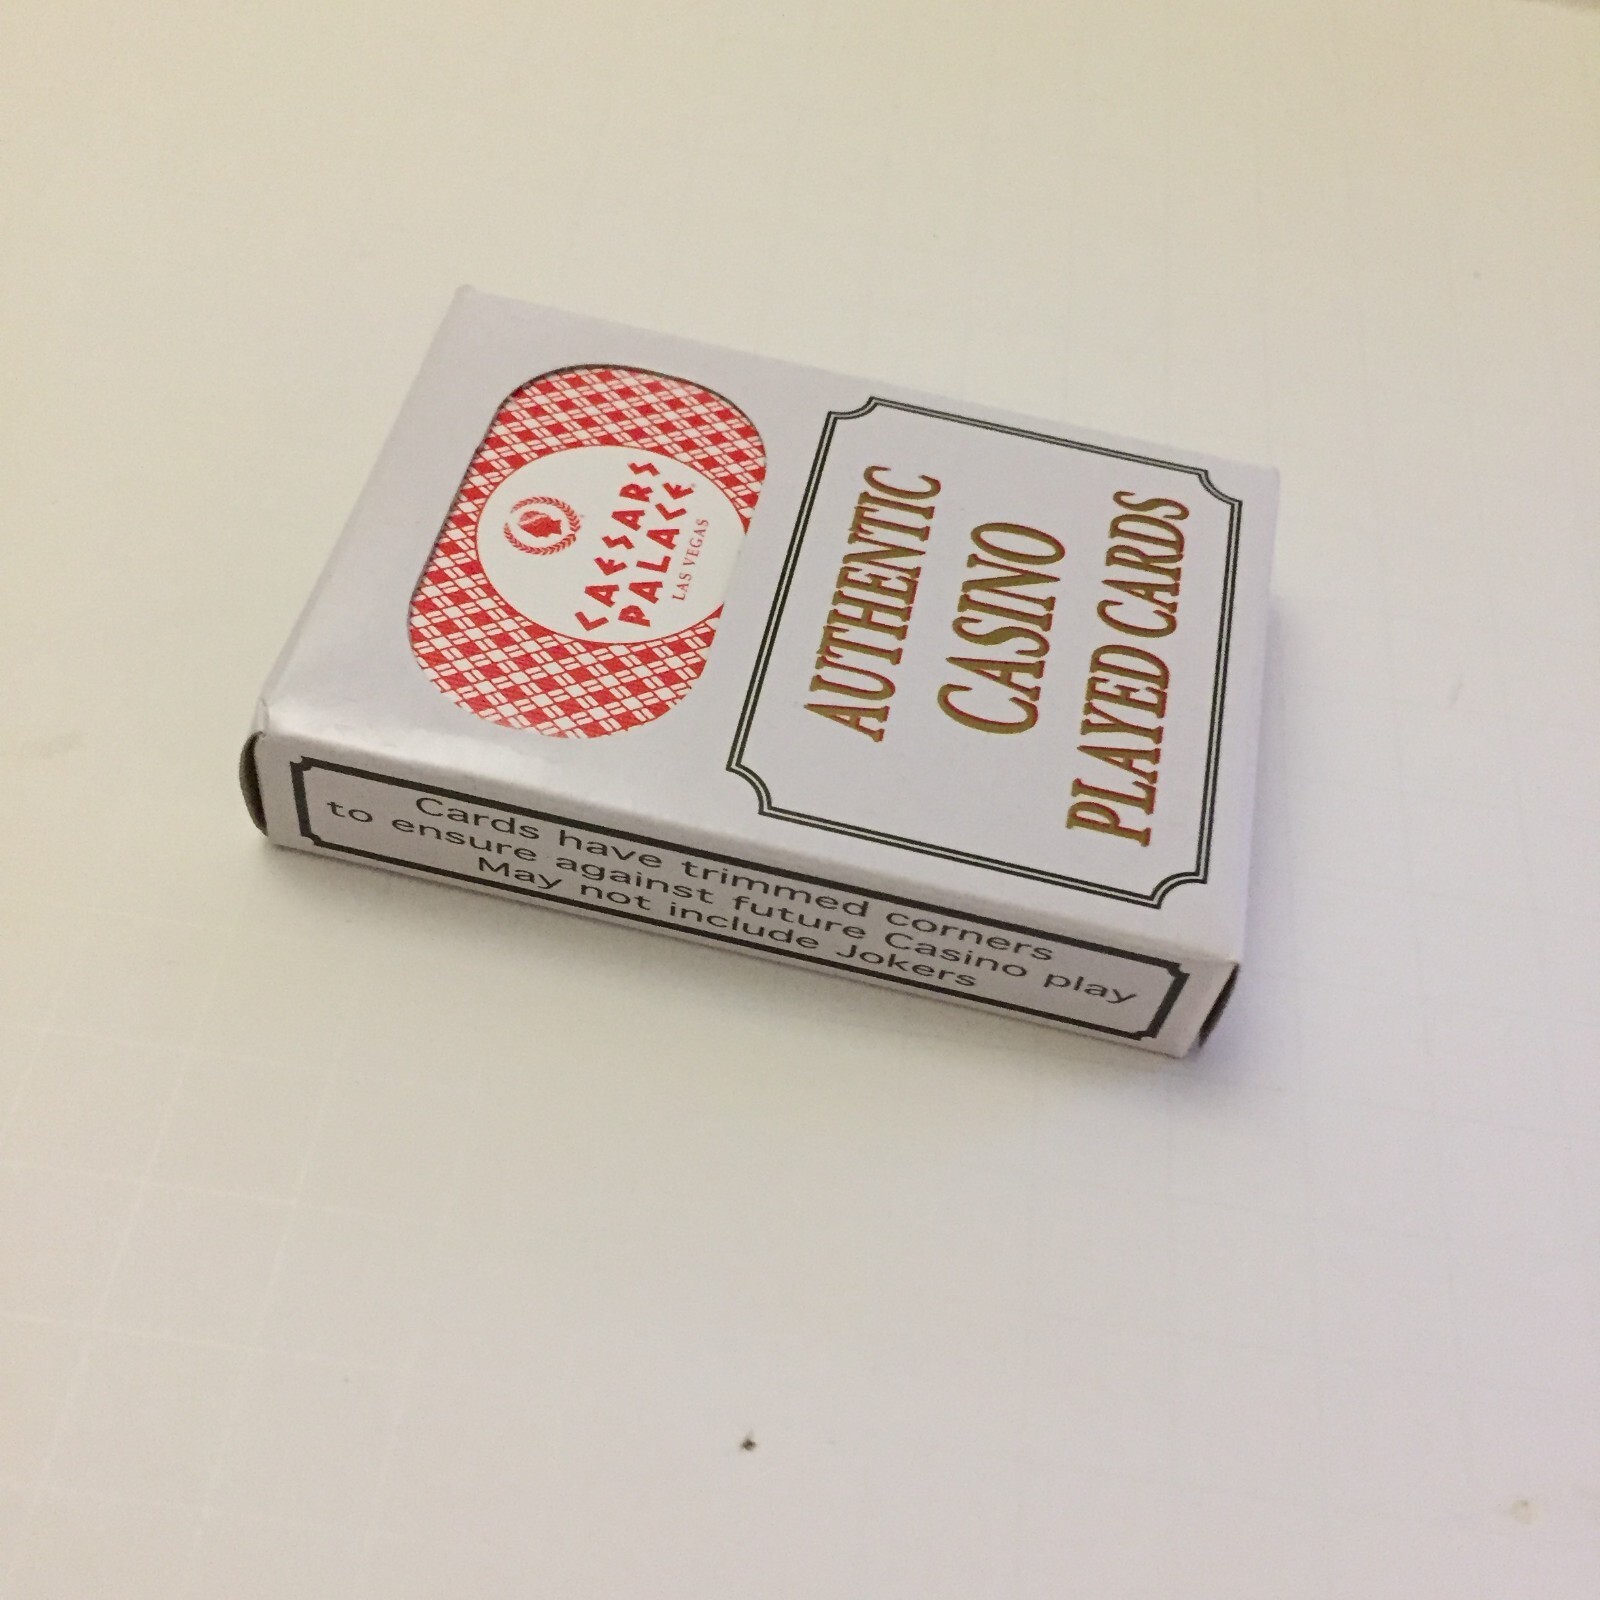 CAESARS
PALACE
LAS VEGAS
AUTHENTIC
CASINO
PLAYED CARDS
Cards have trimmed corners
to ensure against future Casino play
May not include Jokers